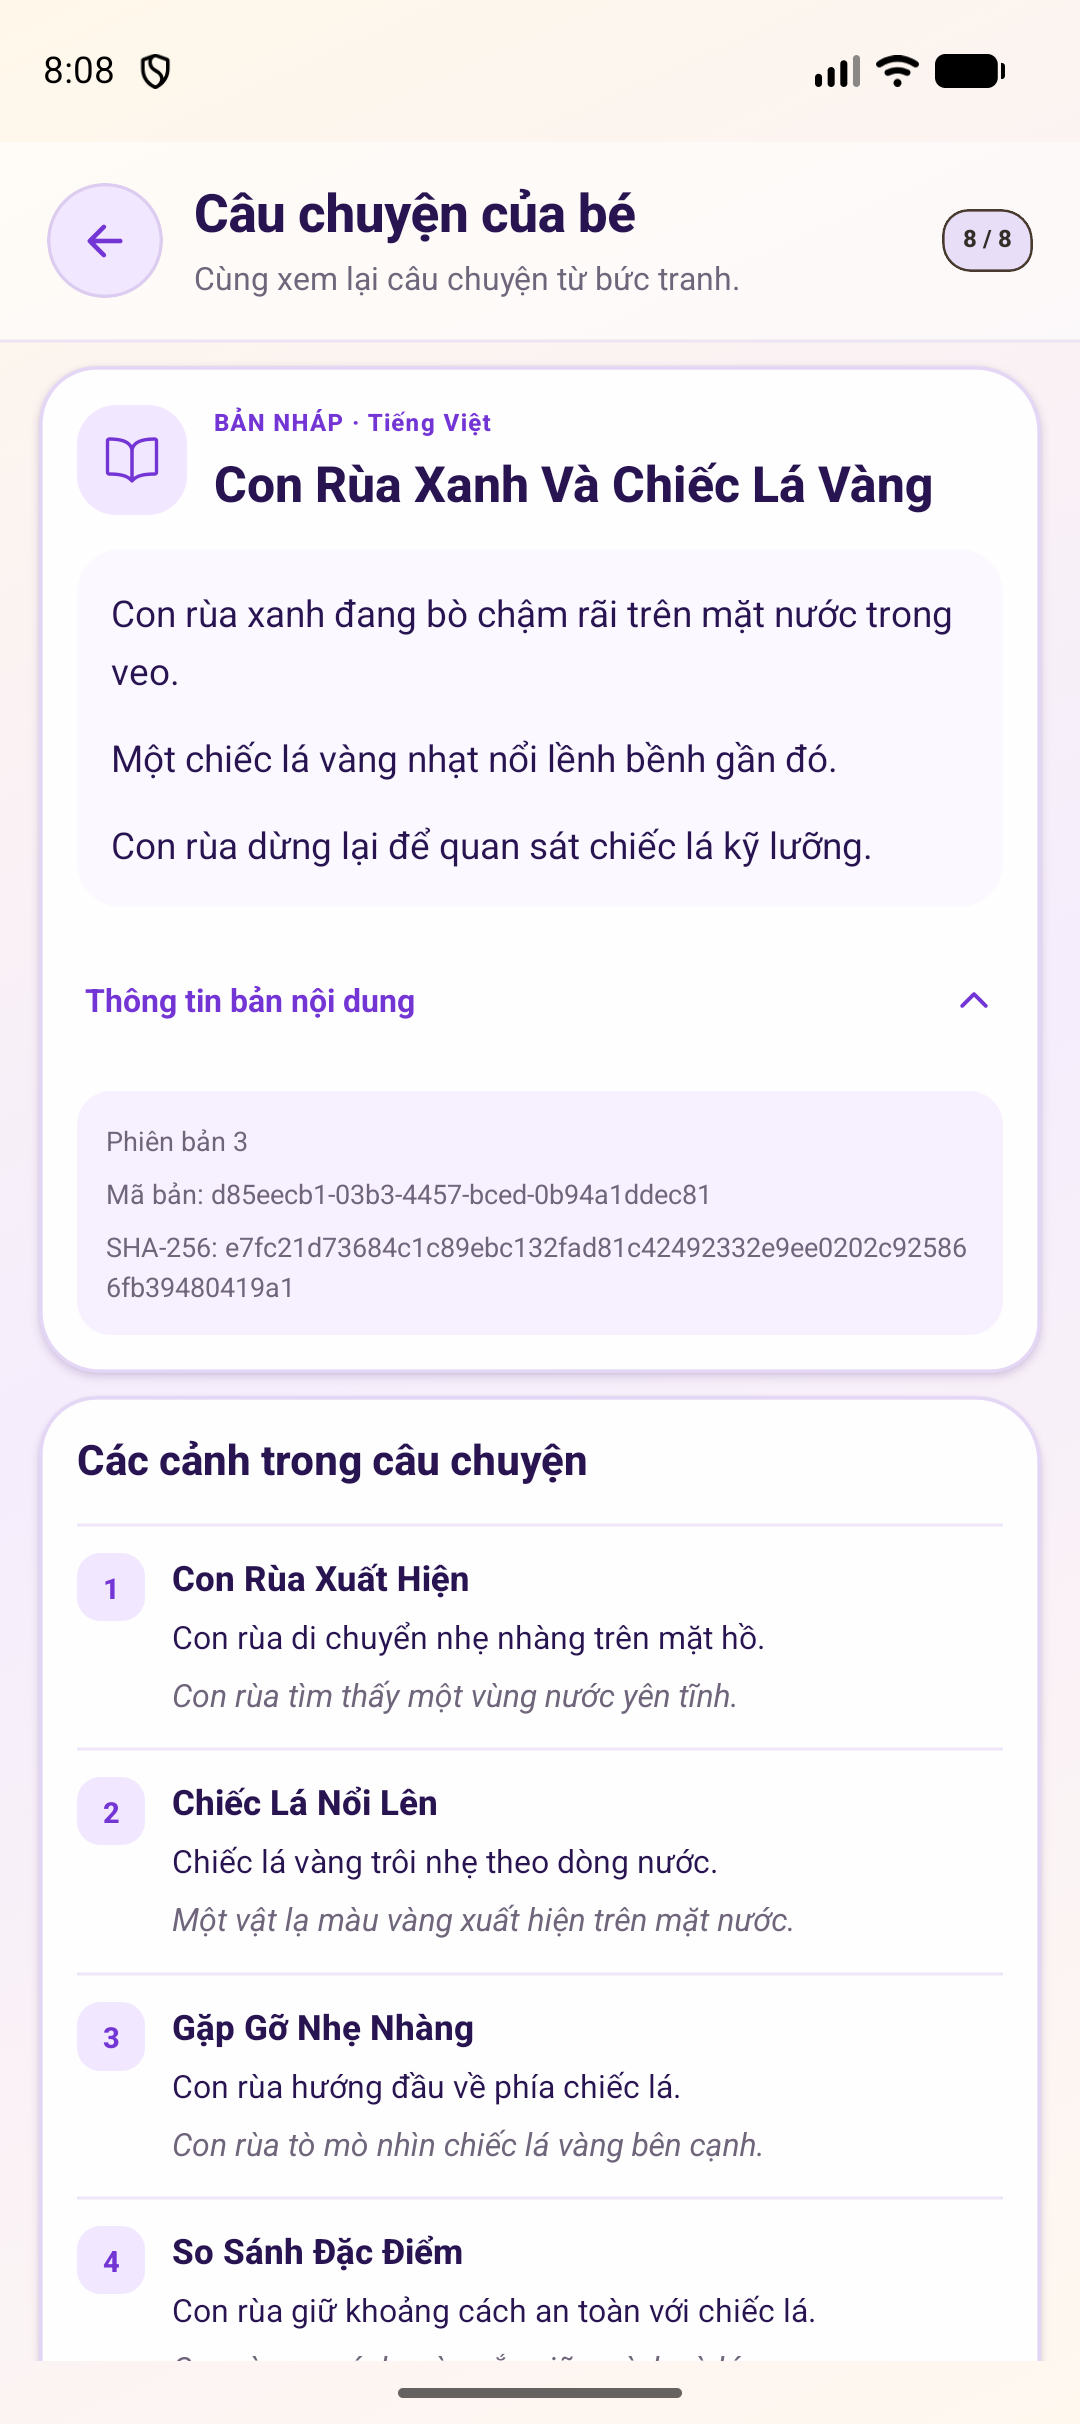 8:08
Câu chuyện của bé
Cùng xem lại câu chuyện từ bức tranh.
8 / 8
BẢN NHÁP · Tiếng Việt
Con Rùa Xanh Và Chiếc Lá Vàng
Con rùa xanh đang bò chậm rãi trên mặt nước trong
veo.
Một chiếc lá vàng nhạt nổi lềnh bềnh gần đó.
Con rùa dừng lại để quan sát chiếc lá kỹ lưỡng.
Thông tin bản nội dung
Phiên bản 3
Mã bản: d85eecb1-03b3-4457-bced-0b94a1ddec81
SHA-256: e7fc21d73684c1c89ebc132fad81c42492332e9ee0202c92586
6fb39480419a1
Các cảnh trong câu chuyện
1
Con Rùa Xuất Hiện
Con rùa di chuyển nhẹ nhàng trên mặt hồ.
Con rùa tìm thấy một vùng nước yên tĩnh.
2
Chiếc Lá Nổi Lên
Chiếc lá vàng trôi nhẹ theo dòng nước.
Một vật lạ màu vàng xuất hiện trên mặt nước.
3
Gặp Gỡ Nhẹ Nhàng
Con rùa hướng đầu về phía chiếc lá.
Con rùa tò mò nhìn chiếc lá vàng bên cạnh.
4
So Sánh Đặc Điểm
Con rùa giữ khoảng cách an toàn với chiếc lá.